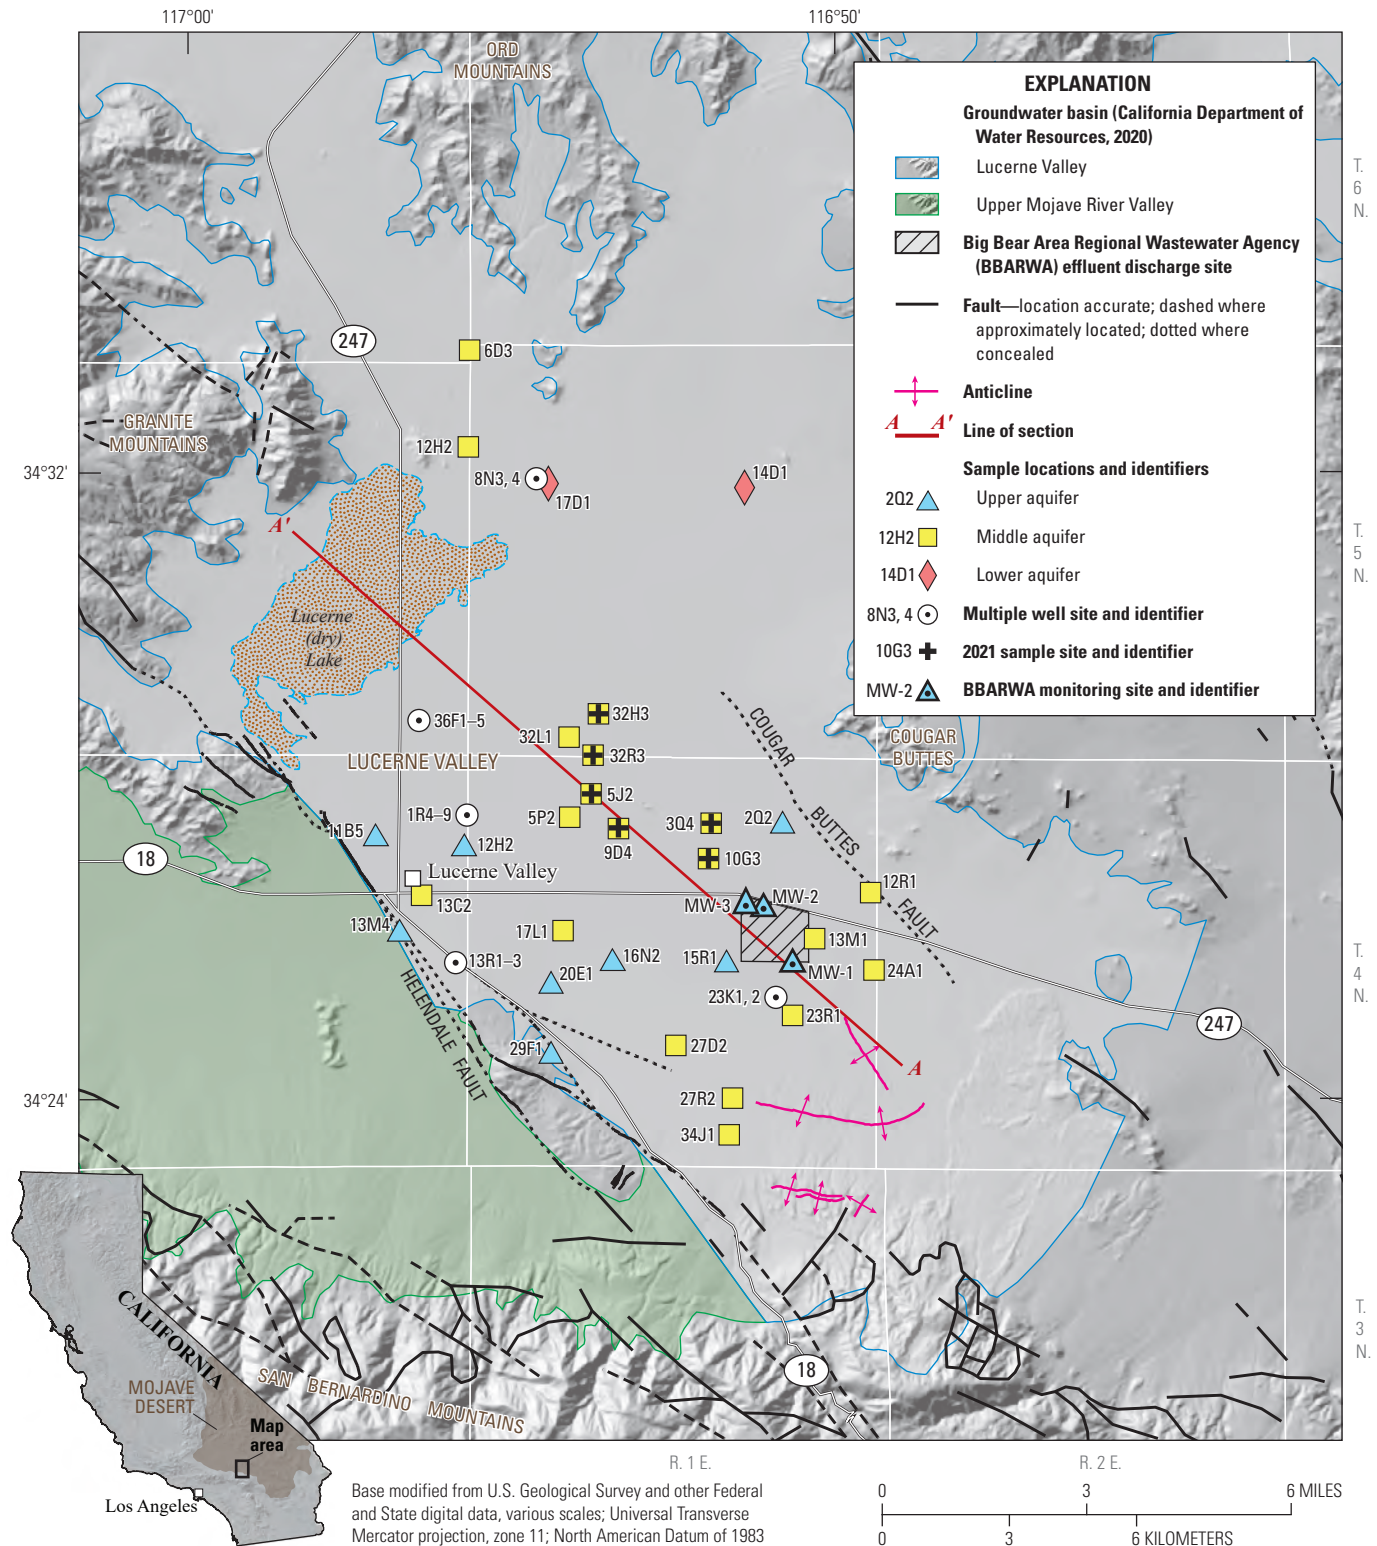 117°00'
116°50'
ORD
MOUNTAINS
EXPLANATION
Groundwater basin (California Department of
Water Resources, 2020)
Lucerne Valley
Upper Mojave River Valley
Big Bear Area Regional Wastewater Agency
(BBARWA) effluent discharge site
Fault—location accurate; dashed where
approximately located; dotted where
concealed
Anticline
A A'
Line of section
Sample locations and identifiers
2Q2 Upper aquifer
12H2 Middle aquifer
14D1 Lower aquifer
8N3, 4 Multiple well site and identifier
10G3 2021 sample site and identifier
MW-2 BBARWA monitoring site and identifier
T.
6
N.
247
6D3
GRANITE
MOUNTAINS
12H2
34°32'
8N3, 4
17D1
14D1
A'
T.
5
N.
Lucerne
(dry)
Lake
36F1–5
32H3
32L1
32R3
LUCERNE VALLEY
COUGAR
BUTTES
FAULT
COUGAR
BUTTES
5J2
1R4–9
5P2
9D4
3Q4
2Q2
11B5
12H2
10G3
18
Lucerne Valley
13C2
12R1
MW-3
MW-2
13M4
17L1
13M1
13R1–3
16N2
15R1
MW-1
24A1
20E1
23K1, 2
23R1
T.
4
N.
247
HELENDALE FAULT
29F1
27D2
A
34°24'
27R2
34J1
T.
3
N.
18
CALIFORNIA
MOJAVE
DESERT
Map
area
Los Angeles
SAN BERNARDINO MOUNTAINS
R. 1 E.
R. 2 E.
Base modified from U.S. Geological Survey and other Federal
and State digital data, various scales; Universal Transverse
Mercator projection, zone 11; North American Datum of 1983
0 3 6 MILES
0 3 6 KILOMETERS